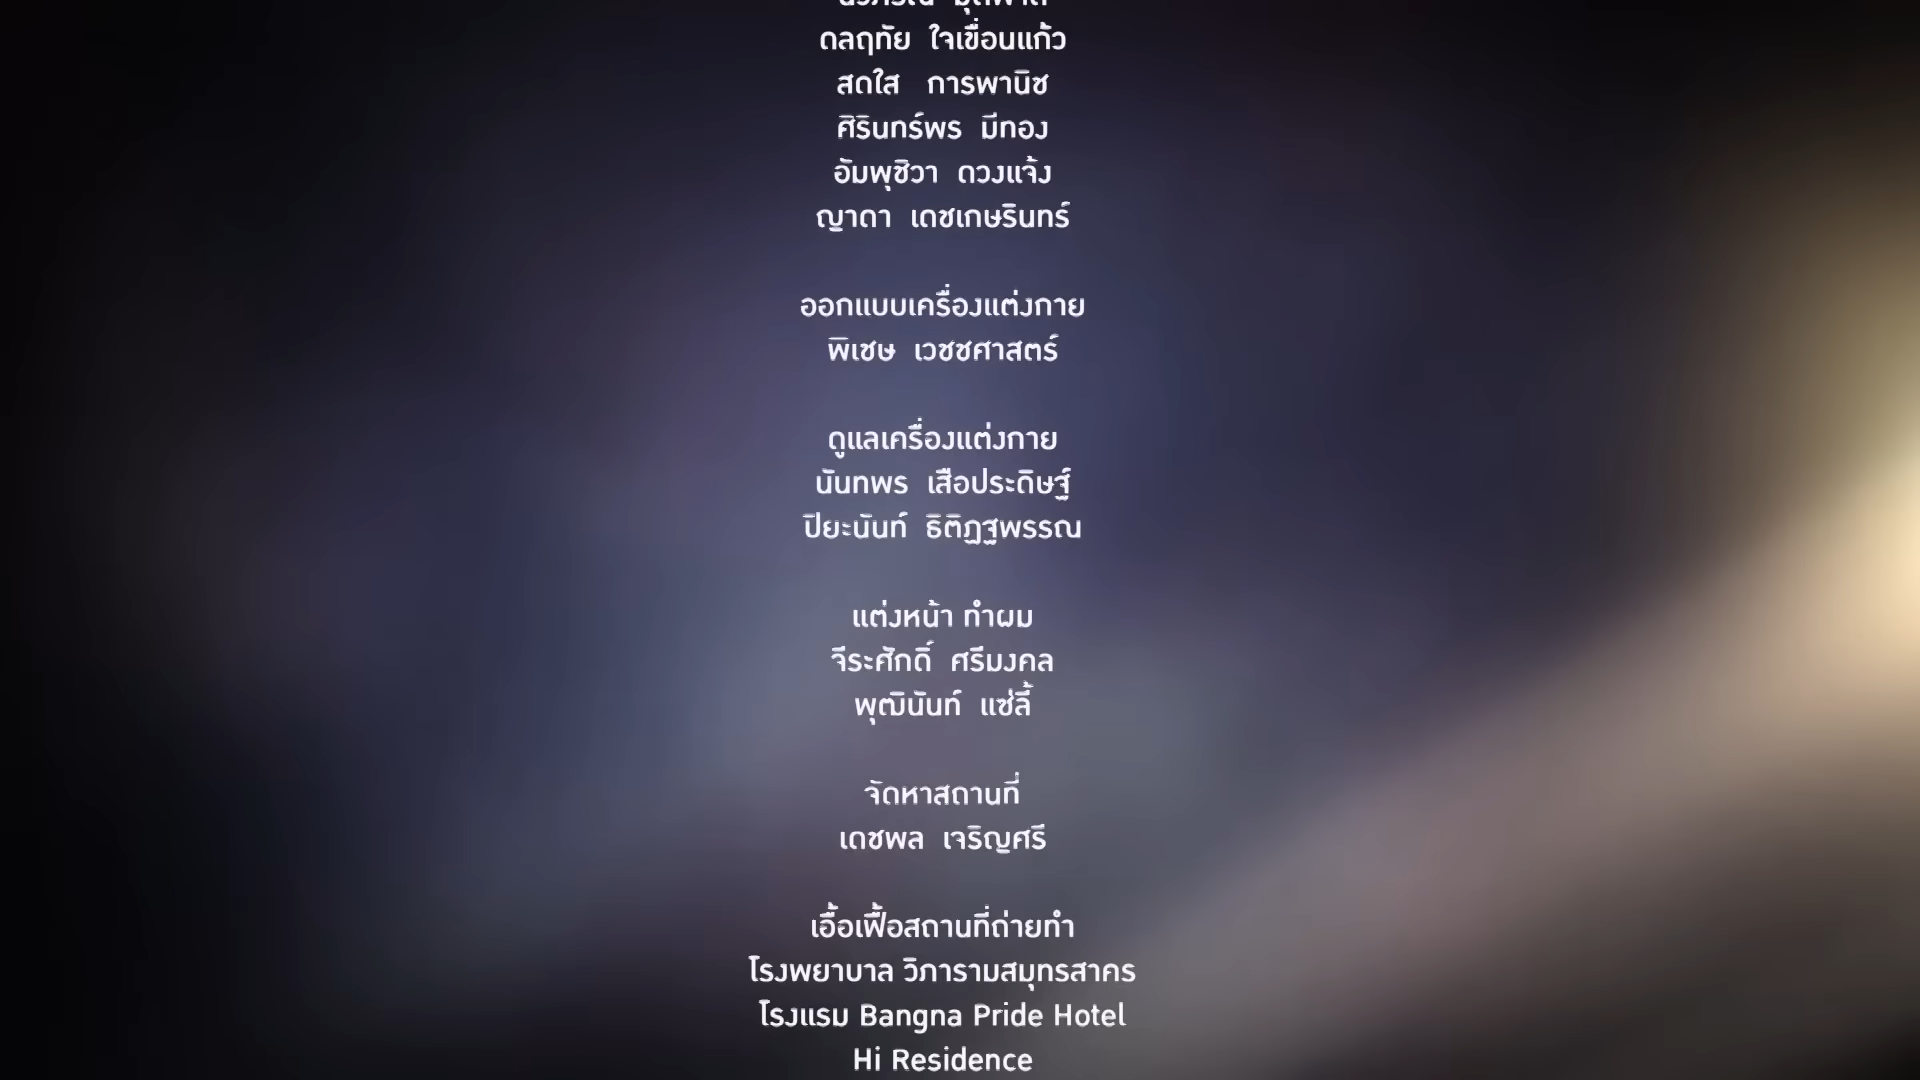 ดลฤทัย ใจเขื่อนแก้ว
สดใส การพานิช
ศิรินทร์พร มีทอง
อัมพุชิวา ดวงแจ้ง
ญาดา เดชเกษรินทร์
ออกแบบเครื่องแต่งกาย
พิเชษ เวชชศาสตร์
ดูแลเครื่องแต่งกาย
นันทพร เสือประดิษฐ์
ปิยะนันท์ ธิติฏฐพรรณ
แต่งหน้า ทำผม
จีระศักดิ์ ศรีมงคล
พุฒินันท์ แซ่ลี้
จัดหาสถานที่
เดชพล เจริญศรี
เอื้อเฟื้อสถานที่ถ่ายทำ
โรงพยาบาล วิภารามสมุทรสาคร
โรงแรม Bangna Pride Hotel
Hi Residence